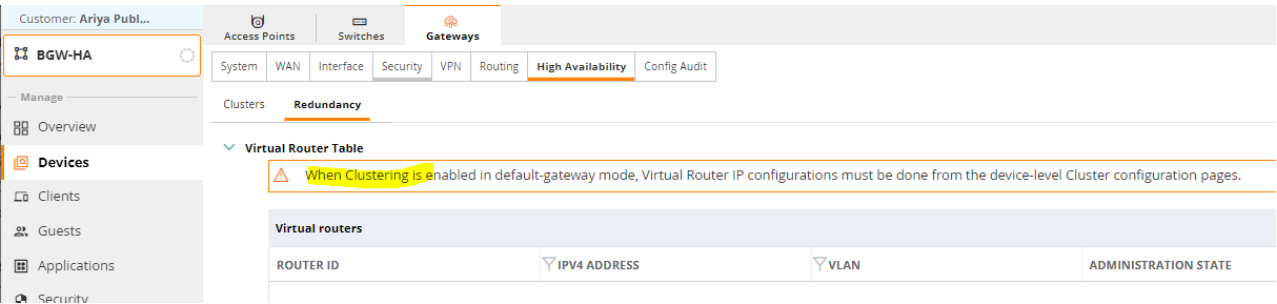 Customer: Ariya Publ...
BGW-HA
Manage
Overview
Devices
Clients
Guests
Applications
Security
Access Points
Switches
Gateways
System
WAN
Interface
Security
VPN
Routing
High Availability
Config Audit
Clusters
Redundancy
Virtual Router Table
When Clustering is enabled in default-gateway mode, Virtual Router IP configurations must be done from the device-level Cluster configuration pages.
Virtual routers
ROUTER ID
IPV4 ADDRESS
VLAN
ADMINISTRATION STATE